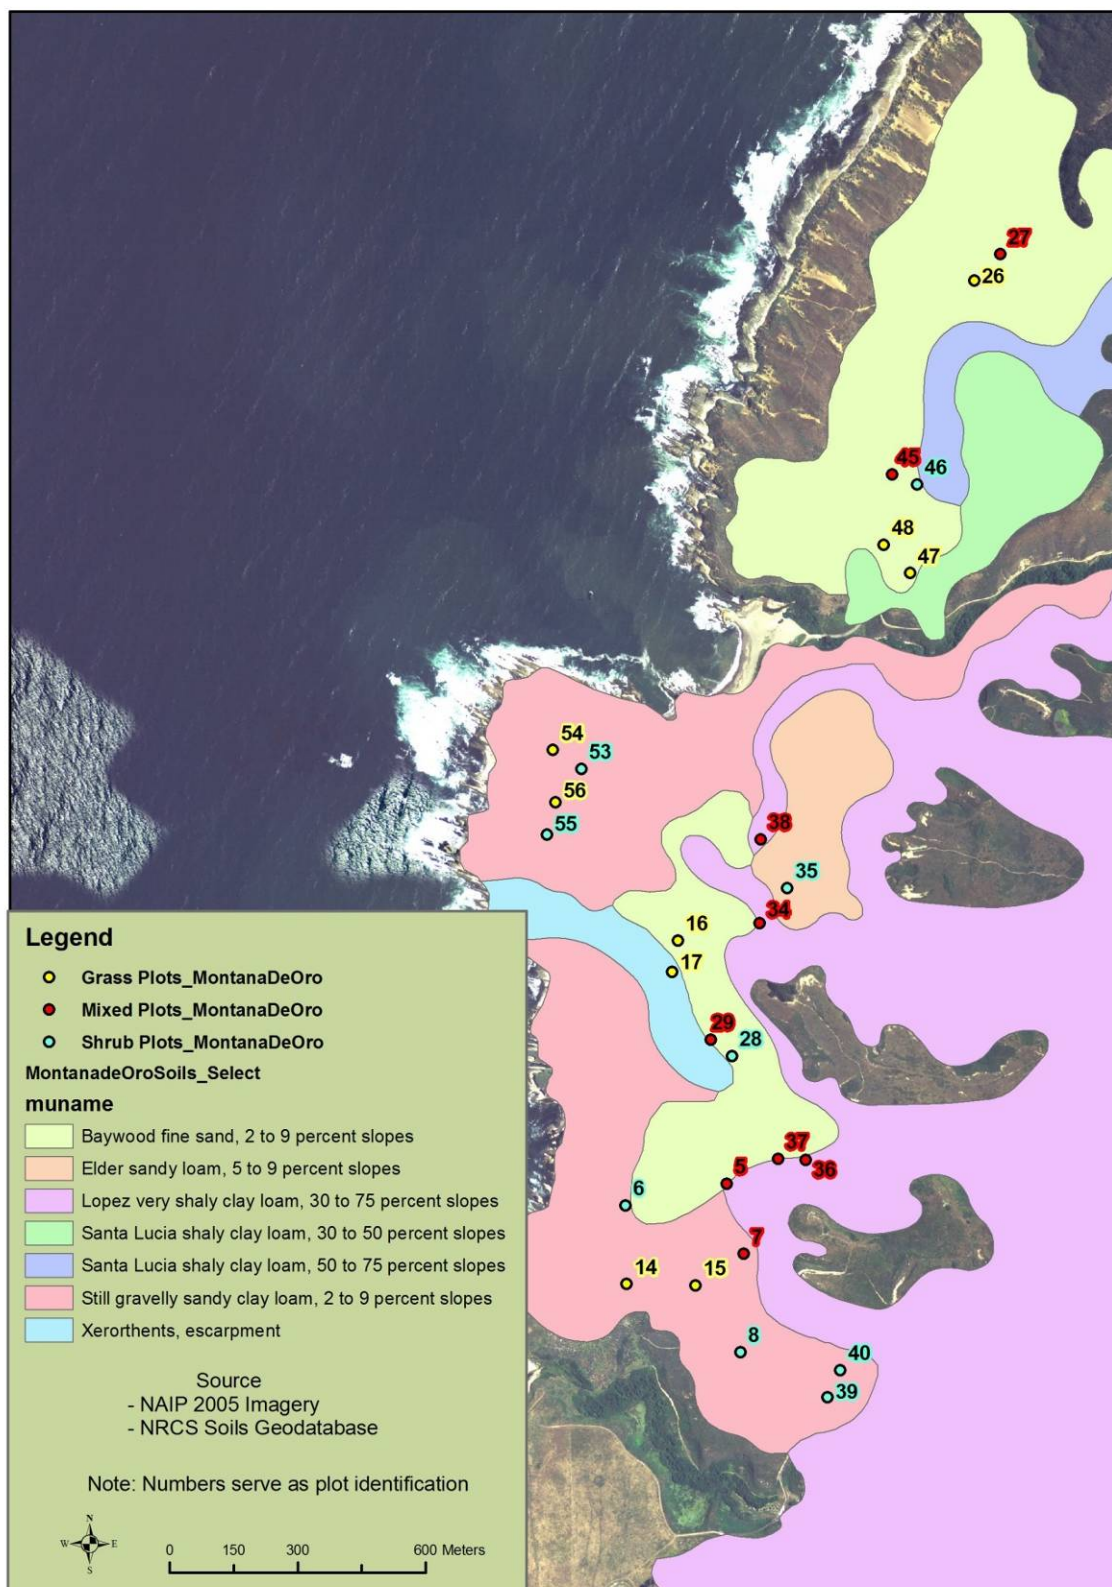 27
26
45
46
48
47
54
53
56
55
38
35
34
16
17
29
28
37
36
5
6
7
14
15
8
40
39
Legend
Grass Plots_MontanaDeOro
Mixed Plots_MontanaDeOro
Shrub Plots_MontanaDeOro
MontanadeOroSoils_Select
muname
Baywood fine sand, 2 to 9 percent slopes
Elder sandy loam, 5 to 9 percent slopes
Lopez very shaly clay loam, 30 to 75 percent slopes
Santa Lucia shaly clay loam, 30 to 50 percent slopes
Santa Lucia shaly clay loam, 50 to 75 percent slopes
Still gravelly sandy clay loam, 2 to 9 percent slopes
Xerorthents, escarpment
Source
- NAIP 2005 Imagery
- NRCS Soils Geodatabase
Note: Numbers serve as plot identification
N
W E
S
0 150 300 600 Meters